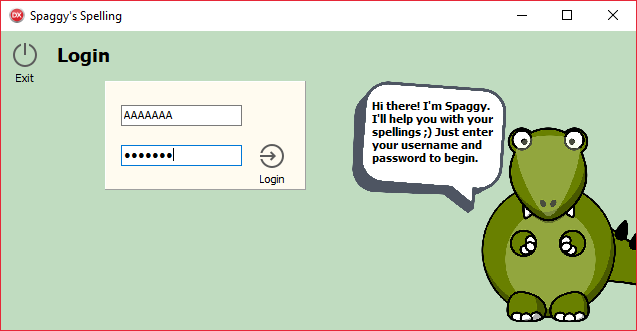 DX Spaggy's Spelling
Login
Exit
AAAAAAA
•••••••
Login
Hi there! I'm Spaggy.
I'll help you with your
spellings ;) Just enter
your username and
password to begin.